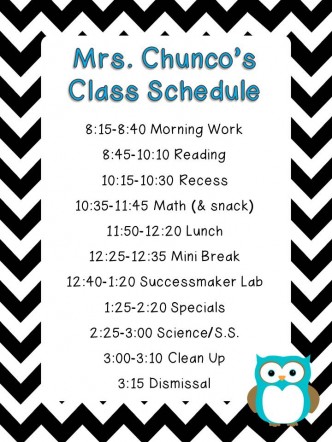 Mrs. Chunco's
Class Schedule
8:15-8:40 Morning Work
8:45-10:10 Reading
10:15-10:30 Recess
10:35-11:45 Math (& snack)
11:50-12:20 Lunch
12:25-12:35 Mini Break
12:40-1:20 Successmaker Lab
1:25-2:20 Specials
2:25-3:00 Science/S.S.
3:00-3:10 Clean Up
3:15 Dismissal